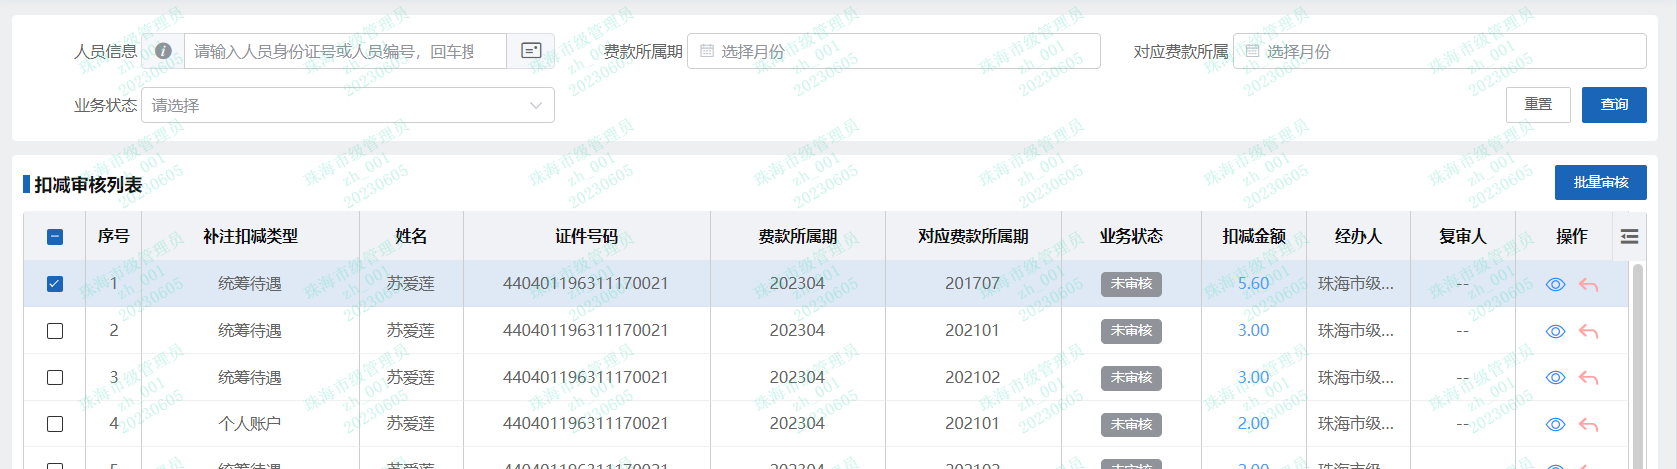 人员信息 请输入人员身份证号或人员编号，回车搜 费款所属期 选择月份 对应费款所属 选择月份
业务状态 请选择 重置 查询
扣减审核列表 批量审核
序号 补注扣减类型 姓名 证件号码 费款所属期 对应费款所属期 业务状态 扣减金额 经办人 复审人 操作
1 统筹待遇 苏爱莲 440401196311170021 202304 201707 未审核 5.60 珠海市级... --
2 统筹待遇 苏爱莲 440401196311170021 202304 202101 未审核 3.00 珠海市级... --
3 统筹待遇 苏爱莲 440401196311170021 202304 202102 未审核 3.00 珠海市级... --
4 个人账户 苏爱莲 440401196311170021 202304 202101 未审核 2.00 珠海市级... --
珠海市级管理员
zh_001
20230605